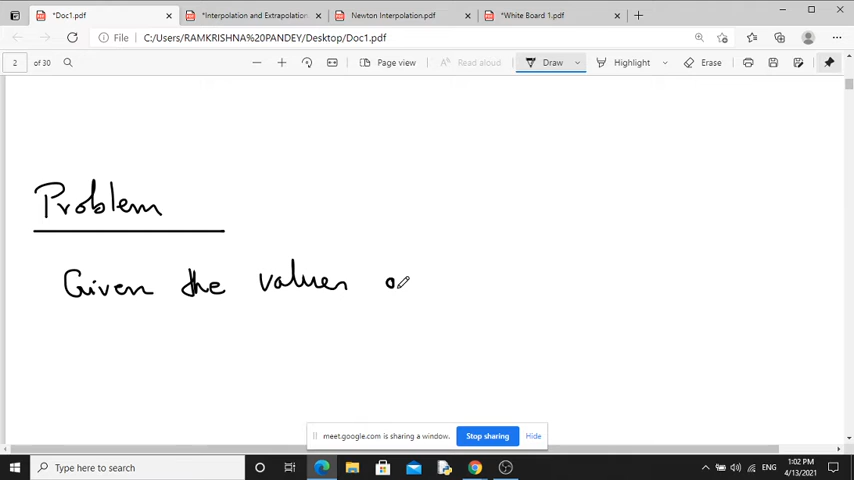 *Doc1.pdf
*Interpolation and Extrapolation
Newton Interpolation.pdf
*White Board 1.pdf
File C:/Users/RAMKRISHNA%20PANDEY/Desktop/Doc1.pdf
2 of 30 Page view Read aloud Draw Highlight Erase
Problem
Given the values o
meet.google.com is sharing a window. Stop sharing Hide
Type here to search
ENG
1:02 PM
4/13/2021